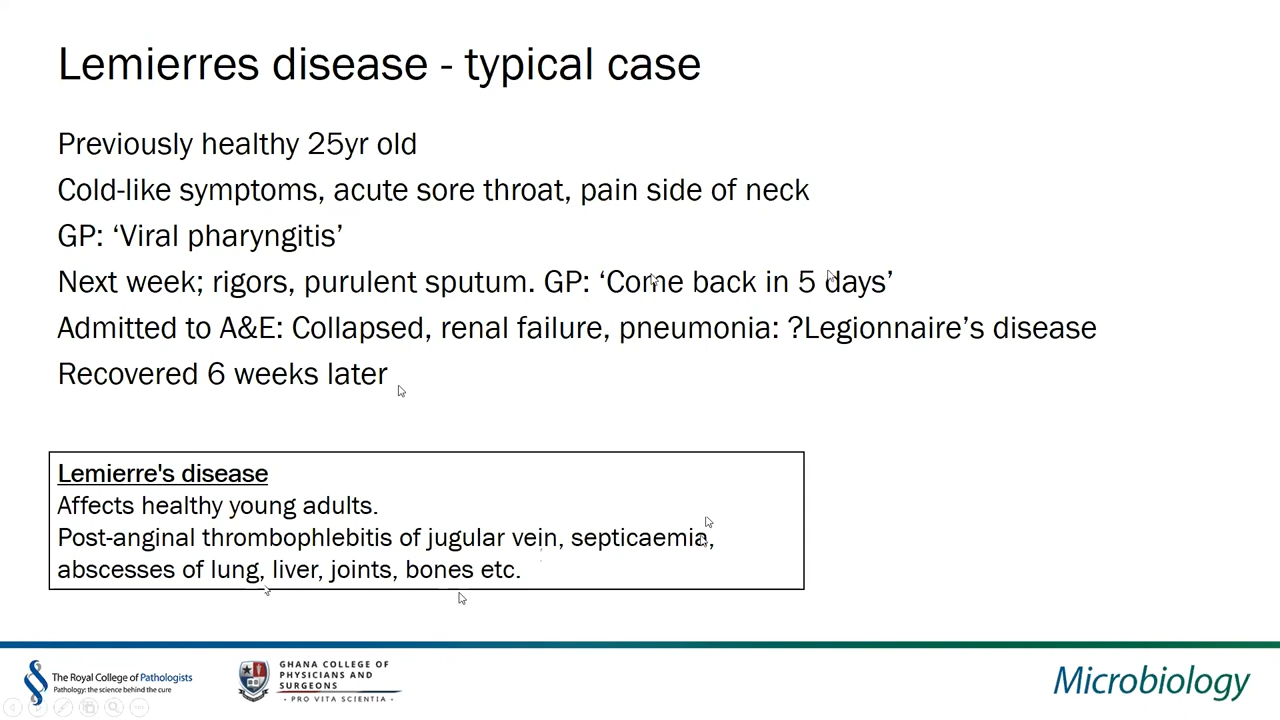 Lemierres disease - typical case
Previously healthy 25yr old
Cold-like symptoms, acute sore throat, pain side of neck
GP: ‘Viral pharyngitis’
Next week; rigors, purulent sputum. GP: ‘Come back in 5 days’
Admitted to A&E: Collapsed, renal failure, pneumonia: ?Legionnaire’s disease
Recovered 6 weeks later
Lemierre's disease
Affects healthy young adults.
Post-anginal thrombophlebitis of jugular vein, septicaemia,
abscesses of lung, liver, joints, bones etc.
The Royal College of Pathologists
Pathology: the science behind the cure
GHANA COLLEGE OF
PHYSICIANS AND
SURGEONS
• PRO VITA SCIENTIA •
Microbiology